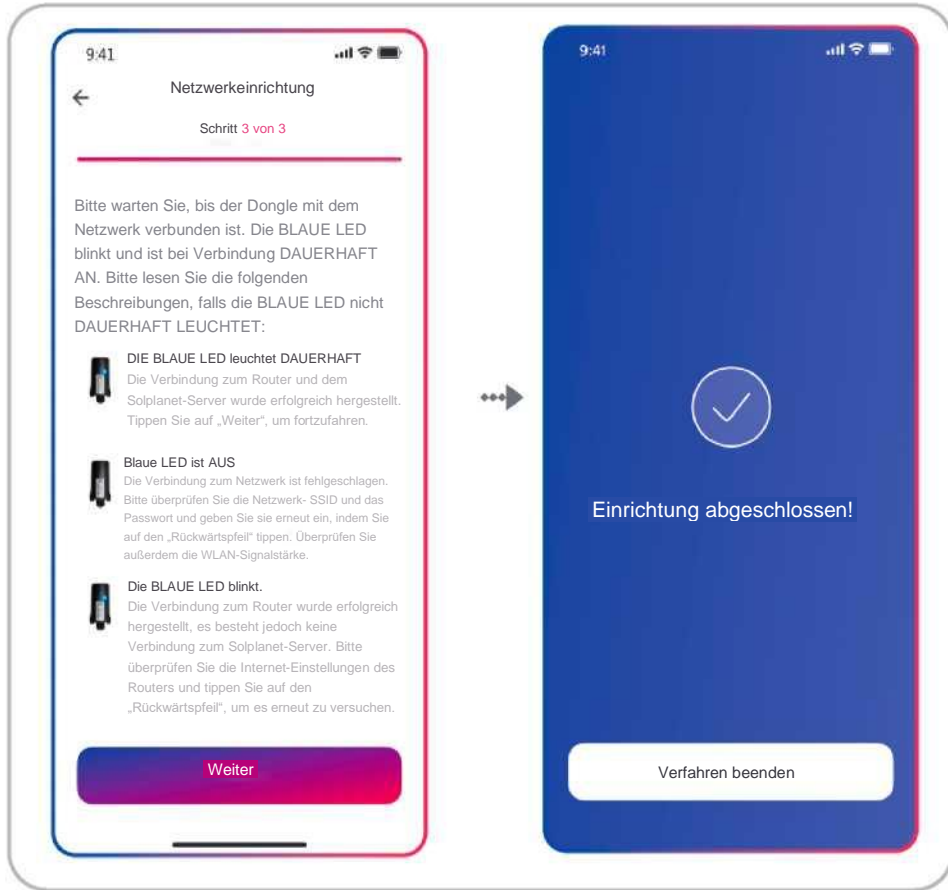 9:41
Netzwerkeinrichtung
Schritt 3 von 3
Bitte warten Sie, bis der Dongle mit dem
Netzwerk verbunden ist. Die BLAUE LED
blinkt und ist bei Verbindung DAUERHAFT
AN. Bitte lesen Sie die folgenden
Beschreibungen, falls die BLAUE LED nicht
DAUERHAFT LEUCHTET:
DIE BLAUE LED leuchtet DAUERHAFT
Die Verbindung zum Router und dem
Solplanet-Server wurde erfolgreich hergestellt.
Tippen Sie auf „Weiter“, um fortzufahren.
Blaue LED ist AUS
Die Verbindung zum Netzwerk ist fehlgeschlagen.
Bitte überprüfen Sie die Netzwerk- SSID und das
Passwort und geben Sie sie erneut ein, indem Sie
auf den „Rückwärtspfeil“ tippen. Überprüfen Sie
außerdem die WLAN-Signalstärke.
Die BLAUE LED blinkt.
Die Verbindung zum Router wurde erfolgreich
hergestellt, es besteht jedoch keine
Verbindung zum Solplanet-Server. Bitte
überprüfen Sie die Internet-Einstellungen des
Routers und tippen Sie auf den
„Rückwärtspfeil“, um es erneut zu versuchen.
Weiter
9:41
Einrichtung abgeschlossen!
Verfahren beenden